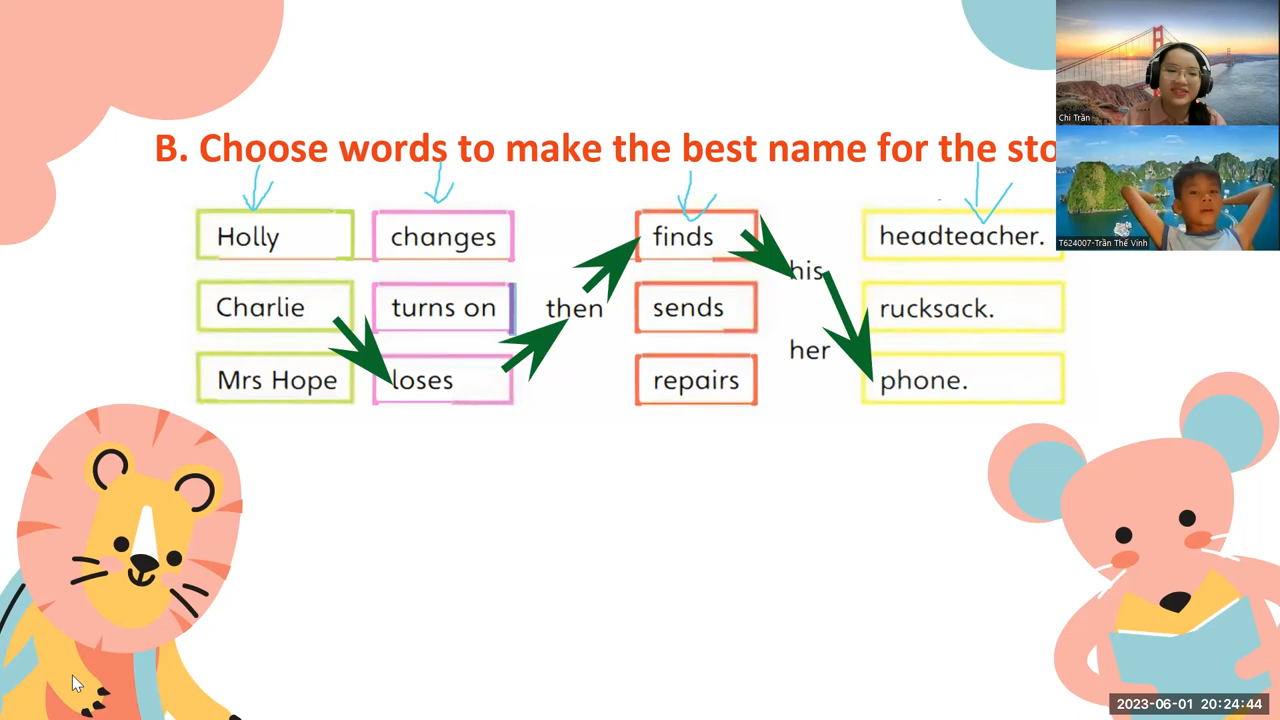 B. Choose words to make the best name for the sto
Holly changes finds headteacher.
his
Charlie turns on then sends rucksack.
her
Mrs Hope loses repairs phone.
Chi Trần
T624007-Trần Thế Vinh
2023-06-01 20:24:44